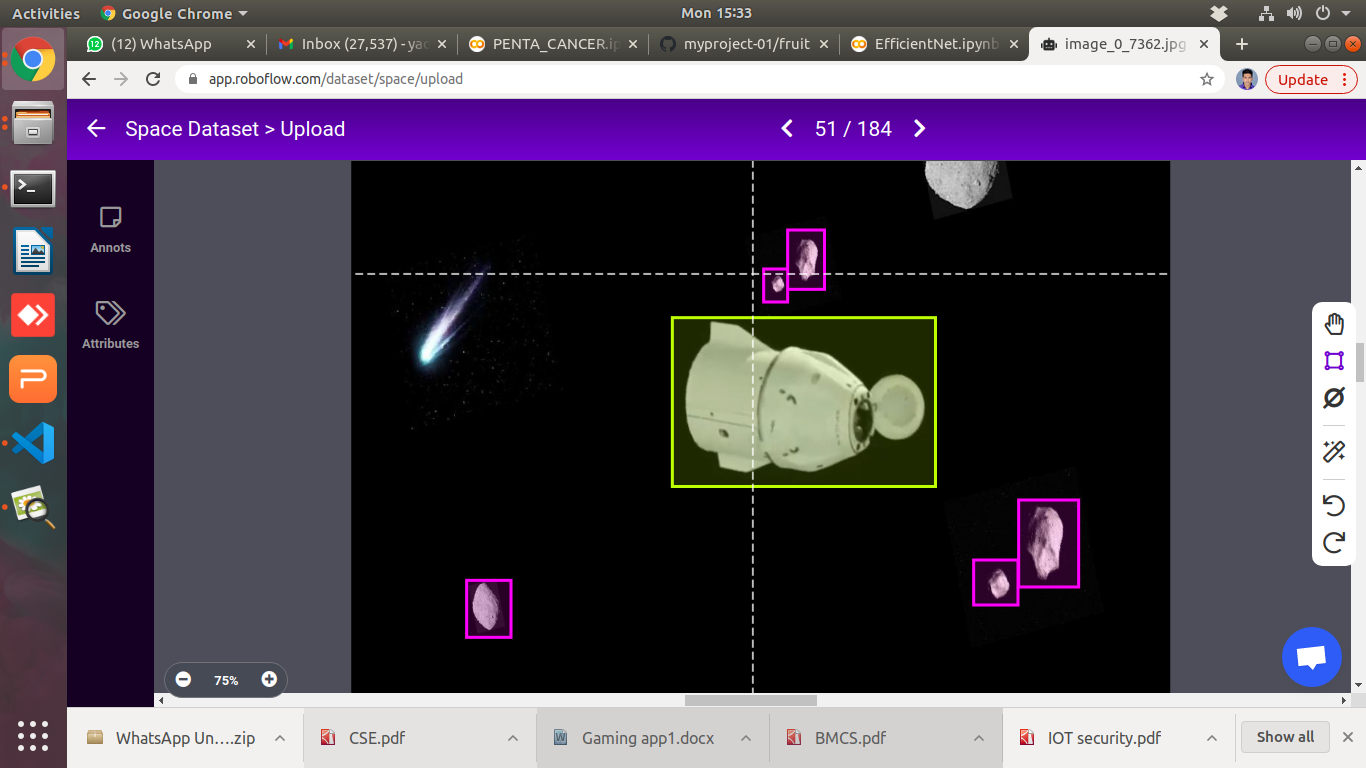 Activities
Google Chrome
Mon 15:33
12
(12) WhatsApp
Inbox (27,537) - yac
PENTA_CANCER.ip
myproject-01/fruit
EfficientNet.ipynb
image_0_7362.jpg
app.roboflow.com/dataset/space/upload
Update
Space Dataset > Upload
51 / 184
Annots
Attributes
75%
WhatsApp Un....zip
CSE.pdf
Gaming app1.docx
BMCS.pdf
IOT security.pdf
Show all